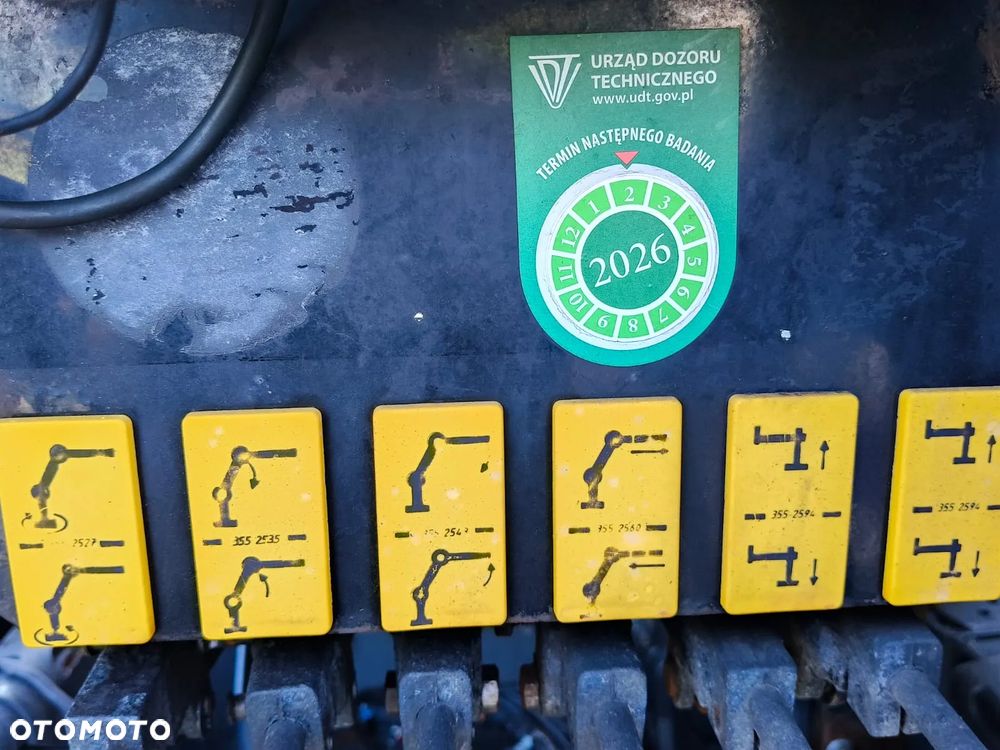 URZĄD DOZORU
TECHNICZNEGO
www.udt.gov.pl
TERMIN NASTĘPNEGO BADANIA
1 2 3 4 5 6 7 8 9 10 11 12
2026
2527
355 2535
2549
355 2560
355 2594
355 2594
OTOMOTO